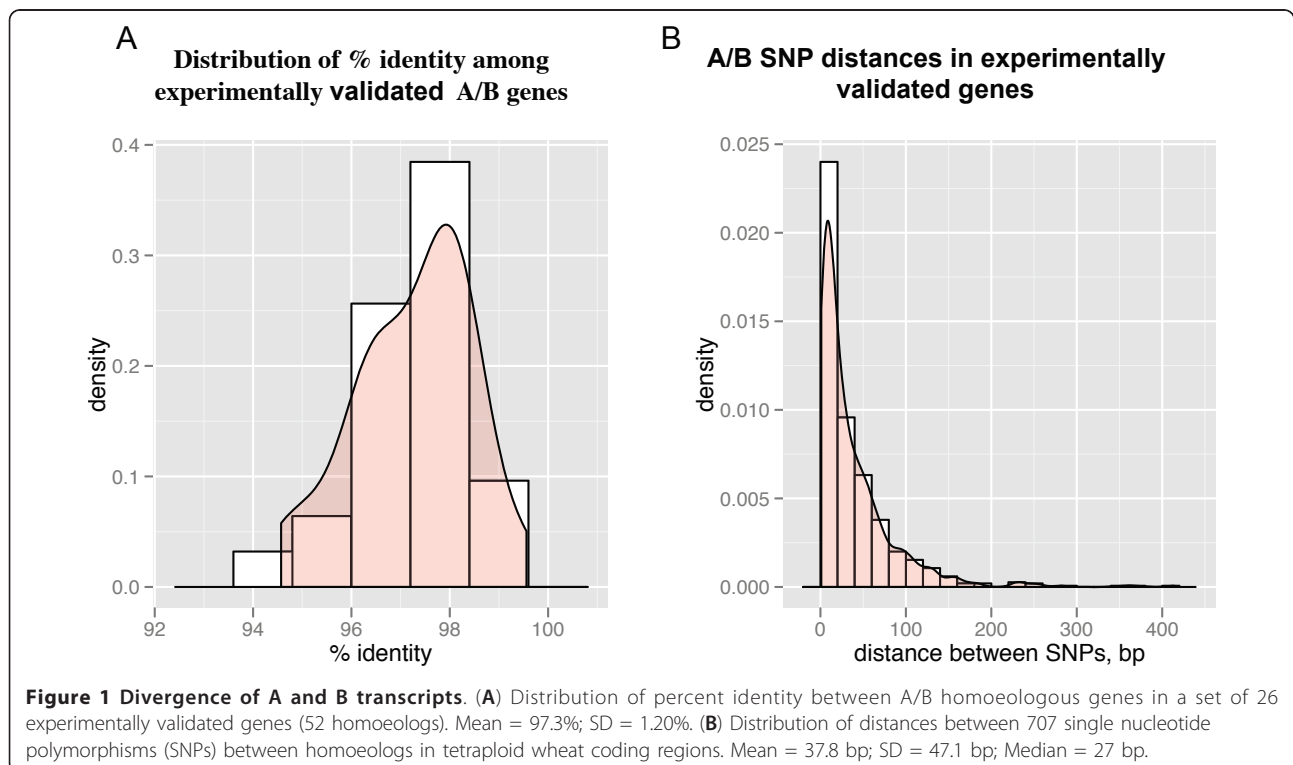 A
Distribution of % identity among
experimentally validated A/B genes
0.4
0.3
0.2
0.1
0.0
density
92 94 96 98 100
% identity
B
A/B SNP distances in experimentally
validated genes
0.025
0.020
0.015
0.010
0.005
0.000
density
0 100 200 300 400
distance between SNPs, bp
Figure 1 Divergence of A and B transcripts. (A) Distribution of percent identity between A/B homoeologous genes in a set of 26
experimentally validated genes (52 homoeologs). Mean = 97.3%; SD = 1.20%. (B) Distribution of distances between 707 single nucleotide
polymorphisms (SNPs) between homoeologs in tetraploid wheat coding regions. Mean = 37.8 bp; SD = 47.1 bp; Median = 27 bp.